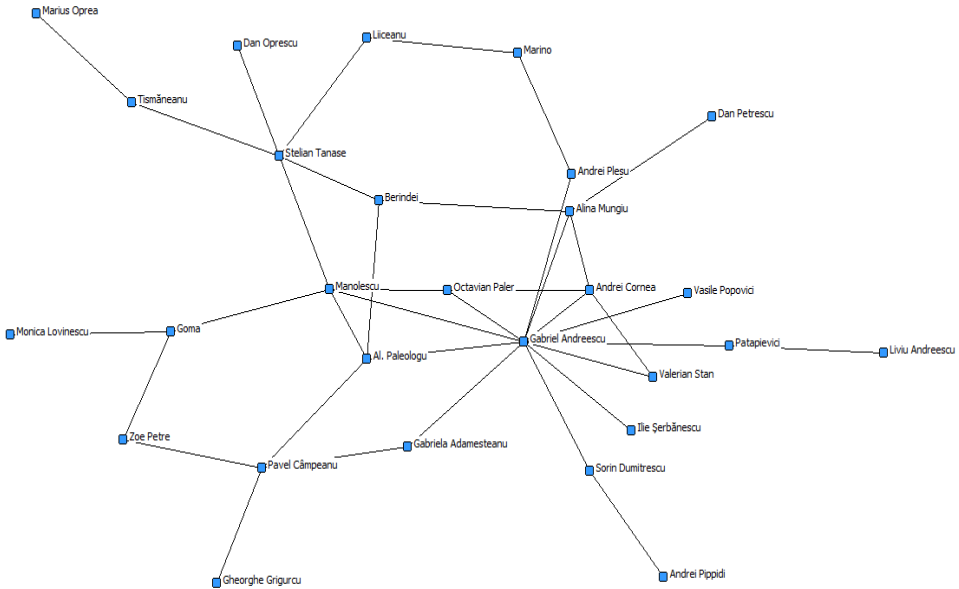 Marius Oprea
Liiceanu
Dan Oprescu
Marino
Tismăneanu
Dan Petrescu
Stelian Tanase
Andrei Plesu
Berindei
Alina Mungiu
Manolescu
Octavian Paler
Andrei Cornea
Vasile Popovici
Monica Lovinescu
Goma
Gabriel Andreescu
Patapievici
Liviu Andreescu
Al. Paleologu
Valerian Stan
Ilie Şerbănescu
Zoe Petre
Gabriela Adamesteanu
Pavel Câmpeanu
Sorin Dumitrescu
Andrei Pippidi
Gheorghe Grigurcu